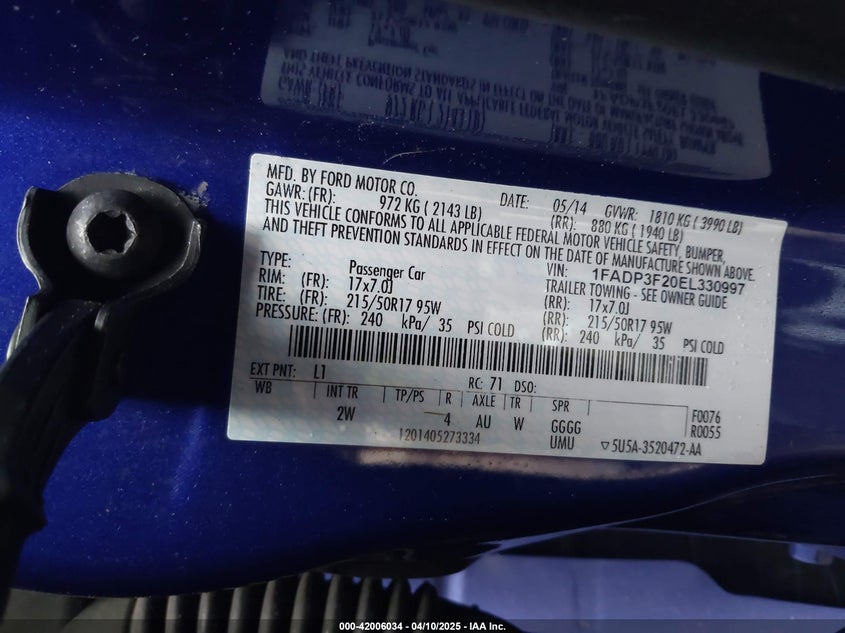 MFD. BY FORD MOTOR CO.
DATE: 05/14 GVWR: 1810 KG ( 3990 LB)
GAWR: (FR): 972 KG ( 2143 LB) (RR): 880 KG ( 1940 LB)
THIS VEHICLE CONFORMS TO ALL APPLICABLE FEDERAL MOTOR VEHICLE SAFETY, BUMPER,
AND THEFT PREVENTION STANDARDS IN EFFECT ON THE DATE OF MANUFACTURE SHOWN ABOVE.
VIN: 1FADP3F20EL330997
TYPE: Passenger Car TRAILER TOWING - SEE OWNER GUIDE
RIM: (FR): 17x7.0J (RR): 17x7.0J
TIRE: (FR): 215/50R17 95W (RR): 215/50R17 95W
PRESSURE: (FR): 240 kPa/ 35 PSI COLD (RR): 240 kPa/ 35 PSI COLD
EXT PNT: L1 RC: 71 DSO:
WB INT TR TP/PS R AXLE TR SPR F0076
2W 4 AU W GGGG R0055
1201405273334 UMU ▽5U5A-3520472-AA
000-42006034 - 04/10/2025 - IAA Inc.